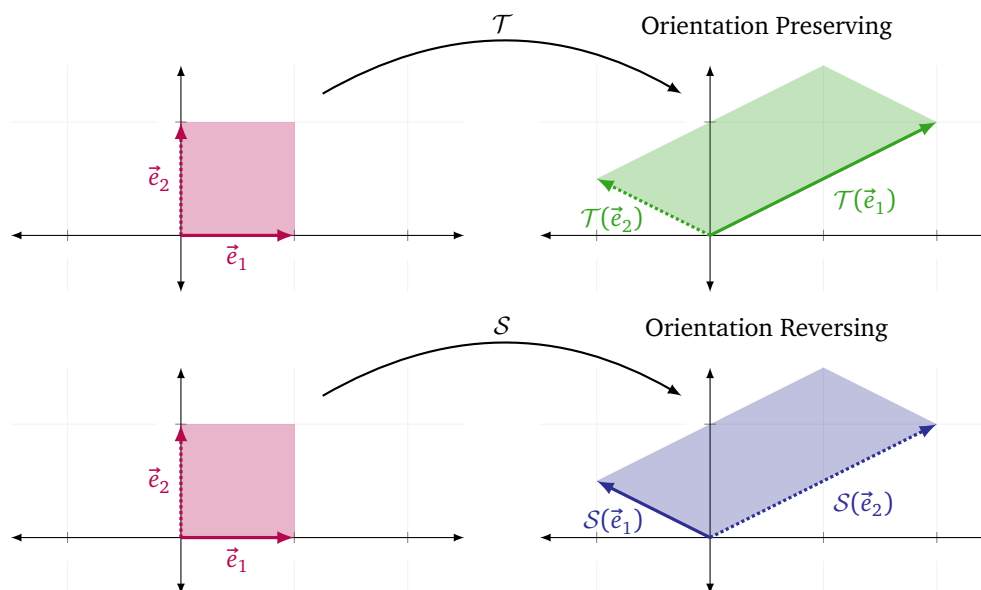 𝒯
Orientation Preserving
e⃗₂
e⃗₁
𝒯(e⃗₂)
𝒯(e⃗₁)
𝒮
Orientation Reversing
e⃗₂
e⃗₁
𝒮(e⃗₁)
𝒮(e⃗₂)